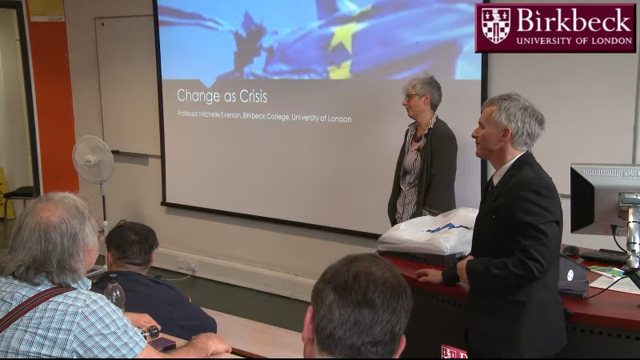 Birkbeck
UNIVERSITY OF LONDON
Change as Crisis
Professor Michelle Everson, Birkbeck College, University of London